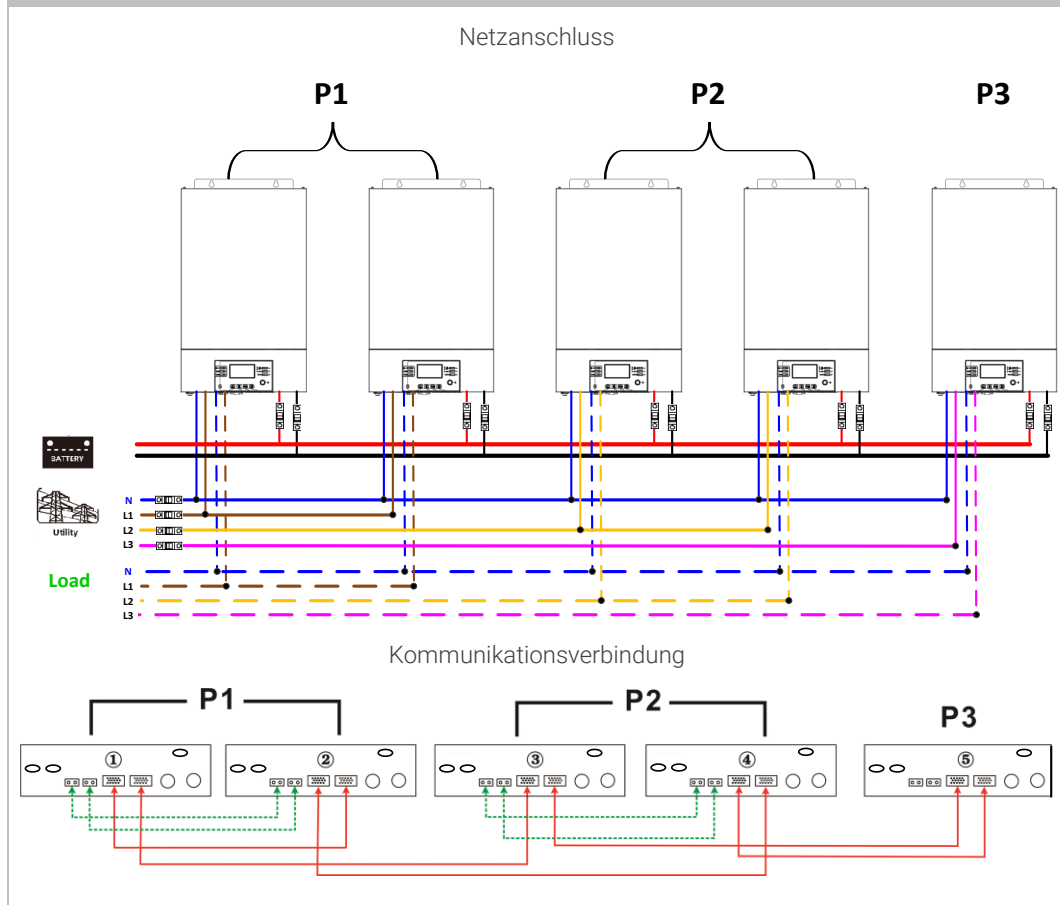 Netzanschluss
P1 P2 P3
BATTERY
N
L1
Utility
L2
L3
Load
N
L1
L2
L3
Kommunikationsverbindung
P1 P2 P3
① ② ③ ④ ⑤